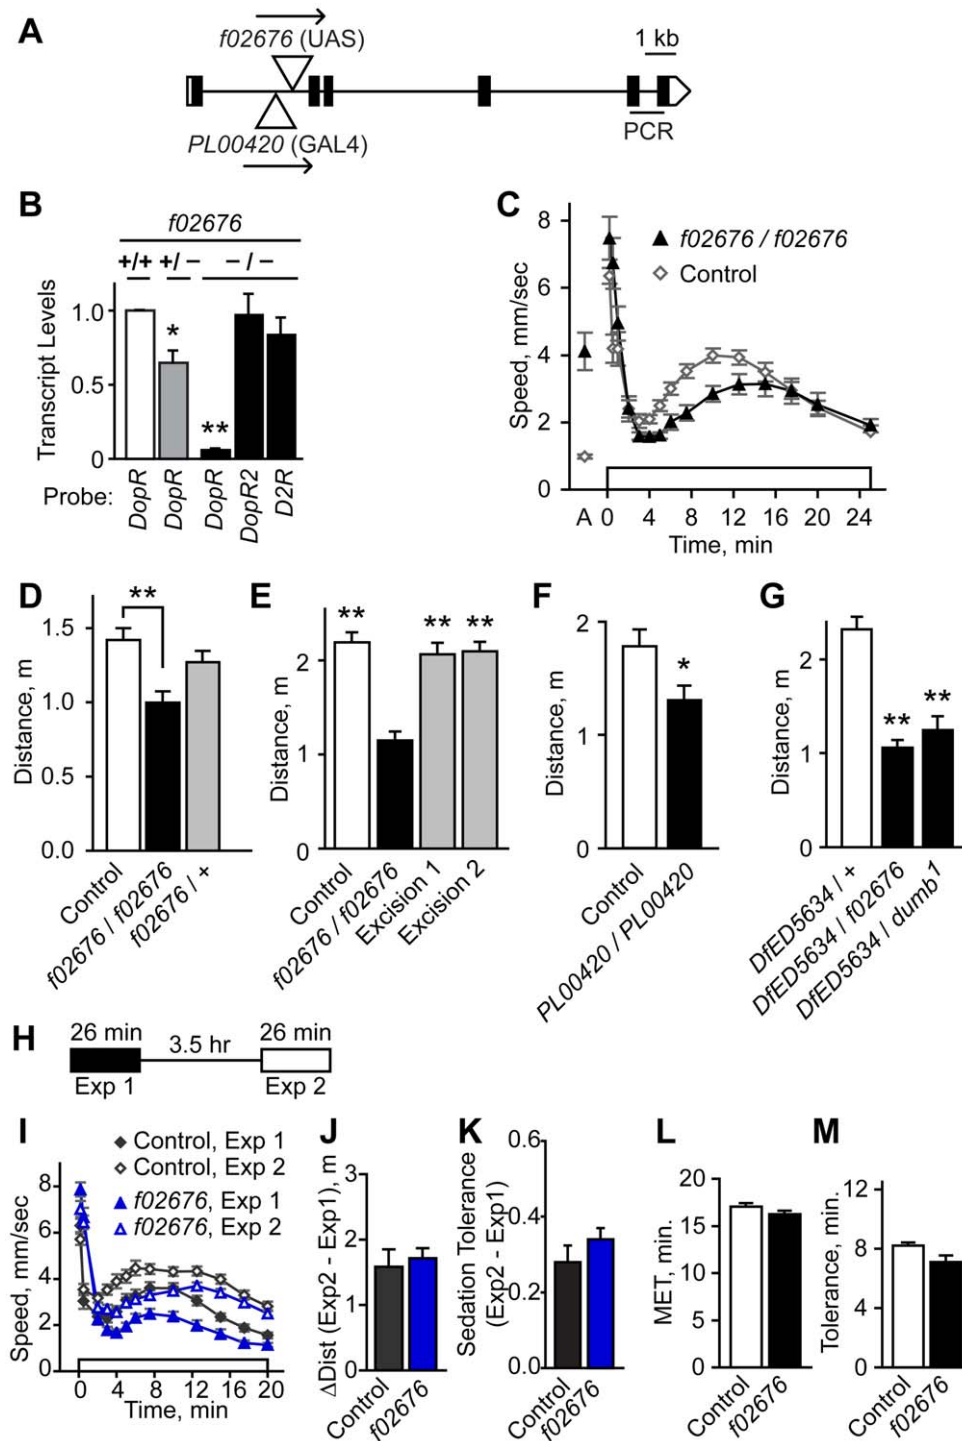 A
f02676 (UAS)
1 kb
PL00420 (GAL4)
PCR
B
f02676
+/+ +/− − / −
Transcript Levels
1.0
0.5
0
*
**
Probe:
DopR
DopR
DopR
DopR2
D2R
C
Speed, mm/sec
8
6
4
2
0
f02676 / f02676
Control
A 0 4 8 12 16 20 24
Time, min
D
Distance, m
1.5
1.0
0.5
0.0
**
Control
f02676 / f02676
f02676 / +
E
Distance, m
2
1
0
** ** **
Control
f02676 / f02676
Excision 1
Excision 2
F
Distance, m
2
1
0
*
Control
PL00420 / PL00420
G
Distance, m
2
1
0
** **
DfED5634 / +
DfED5634 / f02676
DfED5634 / dumb1
H
26 min
3.5 hr
26 min
Exp 1
Exp 2
I
Speed, mm/sec
8
6
4
2
0
Control, Exp 1
Control, Exp 2
f02676, Exp 1
f02676, Exp 2
0 4 8 12 16 20
Time, min
J
ΔDist (Exp2 - Exp1), m
3
2
1
0
Control
f02676
K
Sedation Tolerance
(Exp2 - Exp1)
0.6
0.4
0.2
0.0
Control
f02676
L
MET, min.
20
15
10
5
0
Control
f02676
M
Tolerance, min.
12
8
4
0
Control
f02676